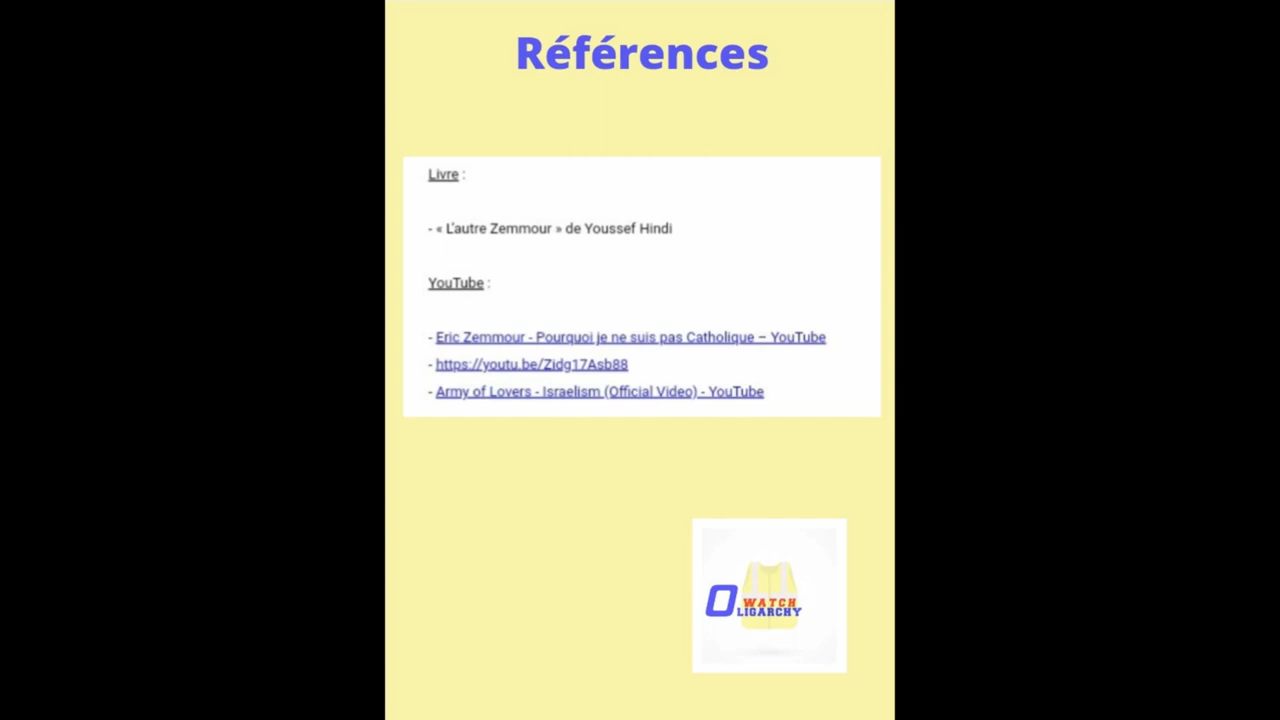 Références
Livre :
- « L'autre Zemmour » de Youssef Hindi
YouTube :
- Eric Zemmour - Pourquoi je ne suis pas Catholique – YouTube
- https://youtu.be/Zidg17Asb88
- Army of Lovers - Israelism (Official Video) - YouTube
WATCH
OLIGARCHY